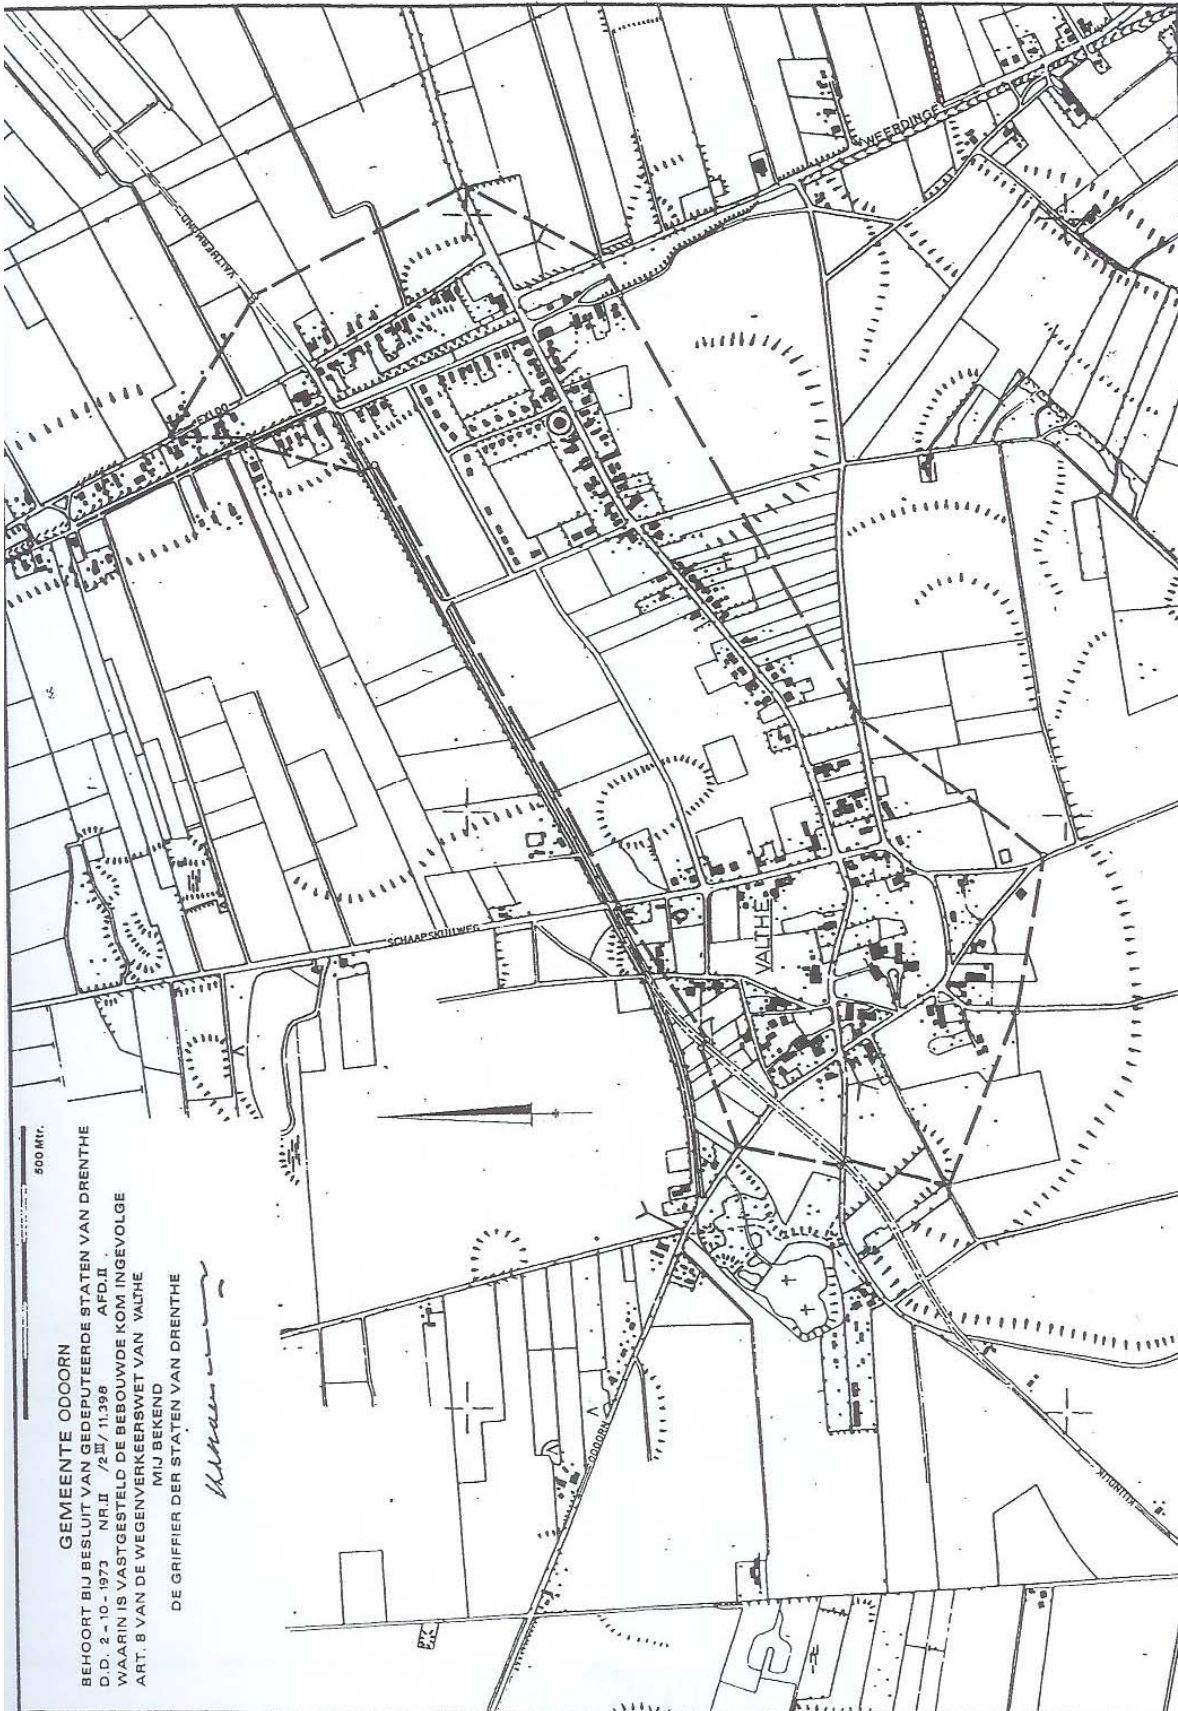 500 Mtr.
GEMEENTE ODOORN
BEHOORT BIJ BESLUIT VAN GEDEPUTEERDE STATEN VAN DRENTHE
D.D. 2-10-1973 NR.II /2III/ 11.398 AFD.II.
WAARIN IS VASTGESTELD DE BEBOUWDE KOM INGEVOLGE
ART. 8 VAN DE WEGENVERKEERSWET VAN VALTHE
MIJ BEKEND
DE GRIFFIER DER STATEN VAN DRENTHE
SCHAAPSKUILWEG
VALTHE
EXLOO
WEERDINGE
ODOORN
KLIJNDIJK